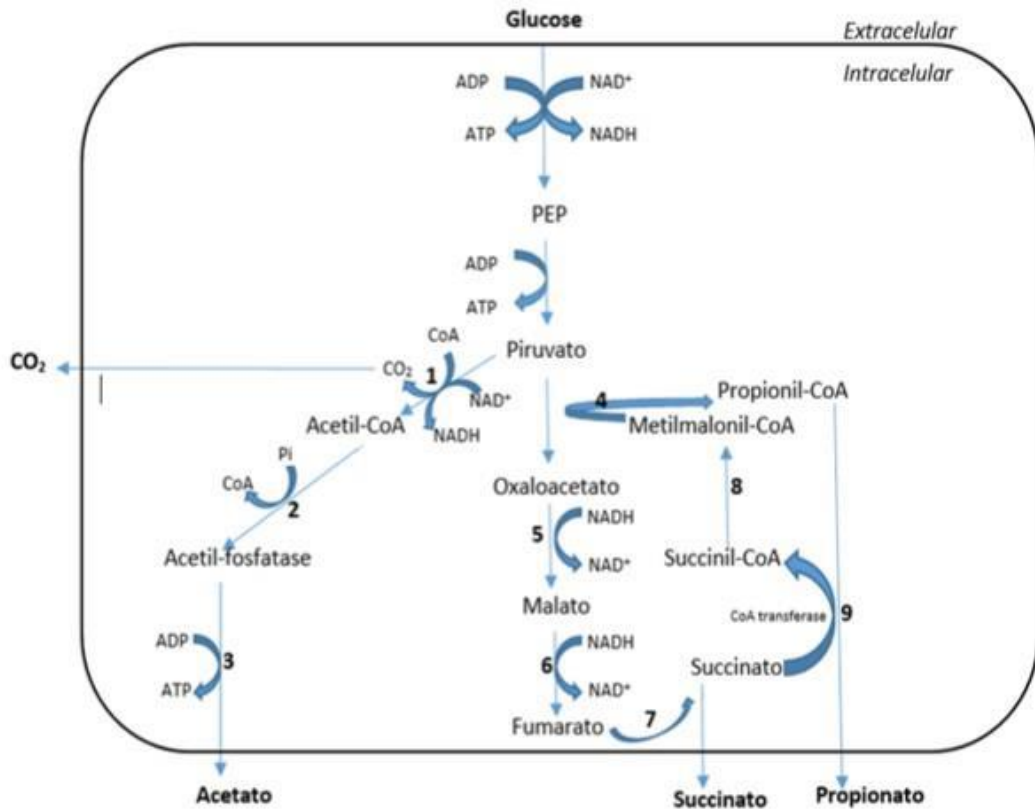 Glucose
Extracelular
Intracelular
ADP
NAD⁺
ATP
NADH
PEP
ADP
ATP
CoA
Piruvato
CO₂
CO₂
1
NAD⁺
NADH
Acetil-CoA
4
Propionil-CoA
Metilmalonil-CoA
Pi
CoA
2
Oxaloacetato
8
5
NADH
NAD⁺
Acetil-fosfatase
Succinil-CoA
Malato
CoA transferase
9
ADP
3
ATP
6
NADH
NAD⁺
Succinato
Fumarato
7
Acetato
Succinato
Propionato